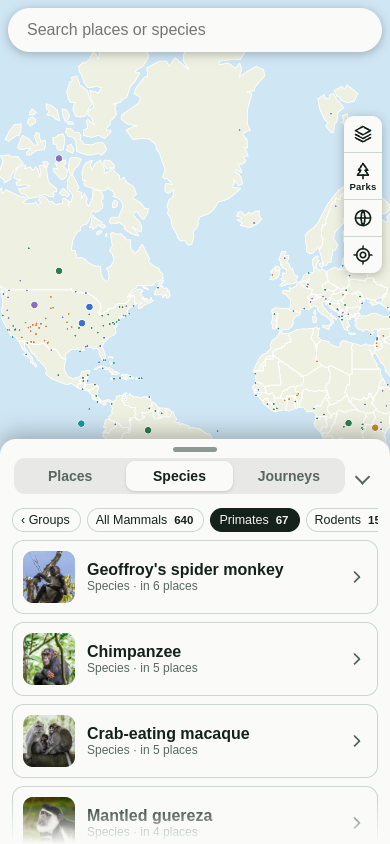 Search places or species
Parks
Places
Species
Journeys
‹ Groups
All Mammals 640
Primates 67
Rodents 15
Geoffroy's spider monkey
Species · in 6 places
Chimpanzee
Species · in 5 places
Crab-eating macaque
Species · in 5 places
Mantled guereza
Species · in 4 places